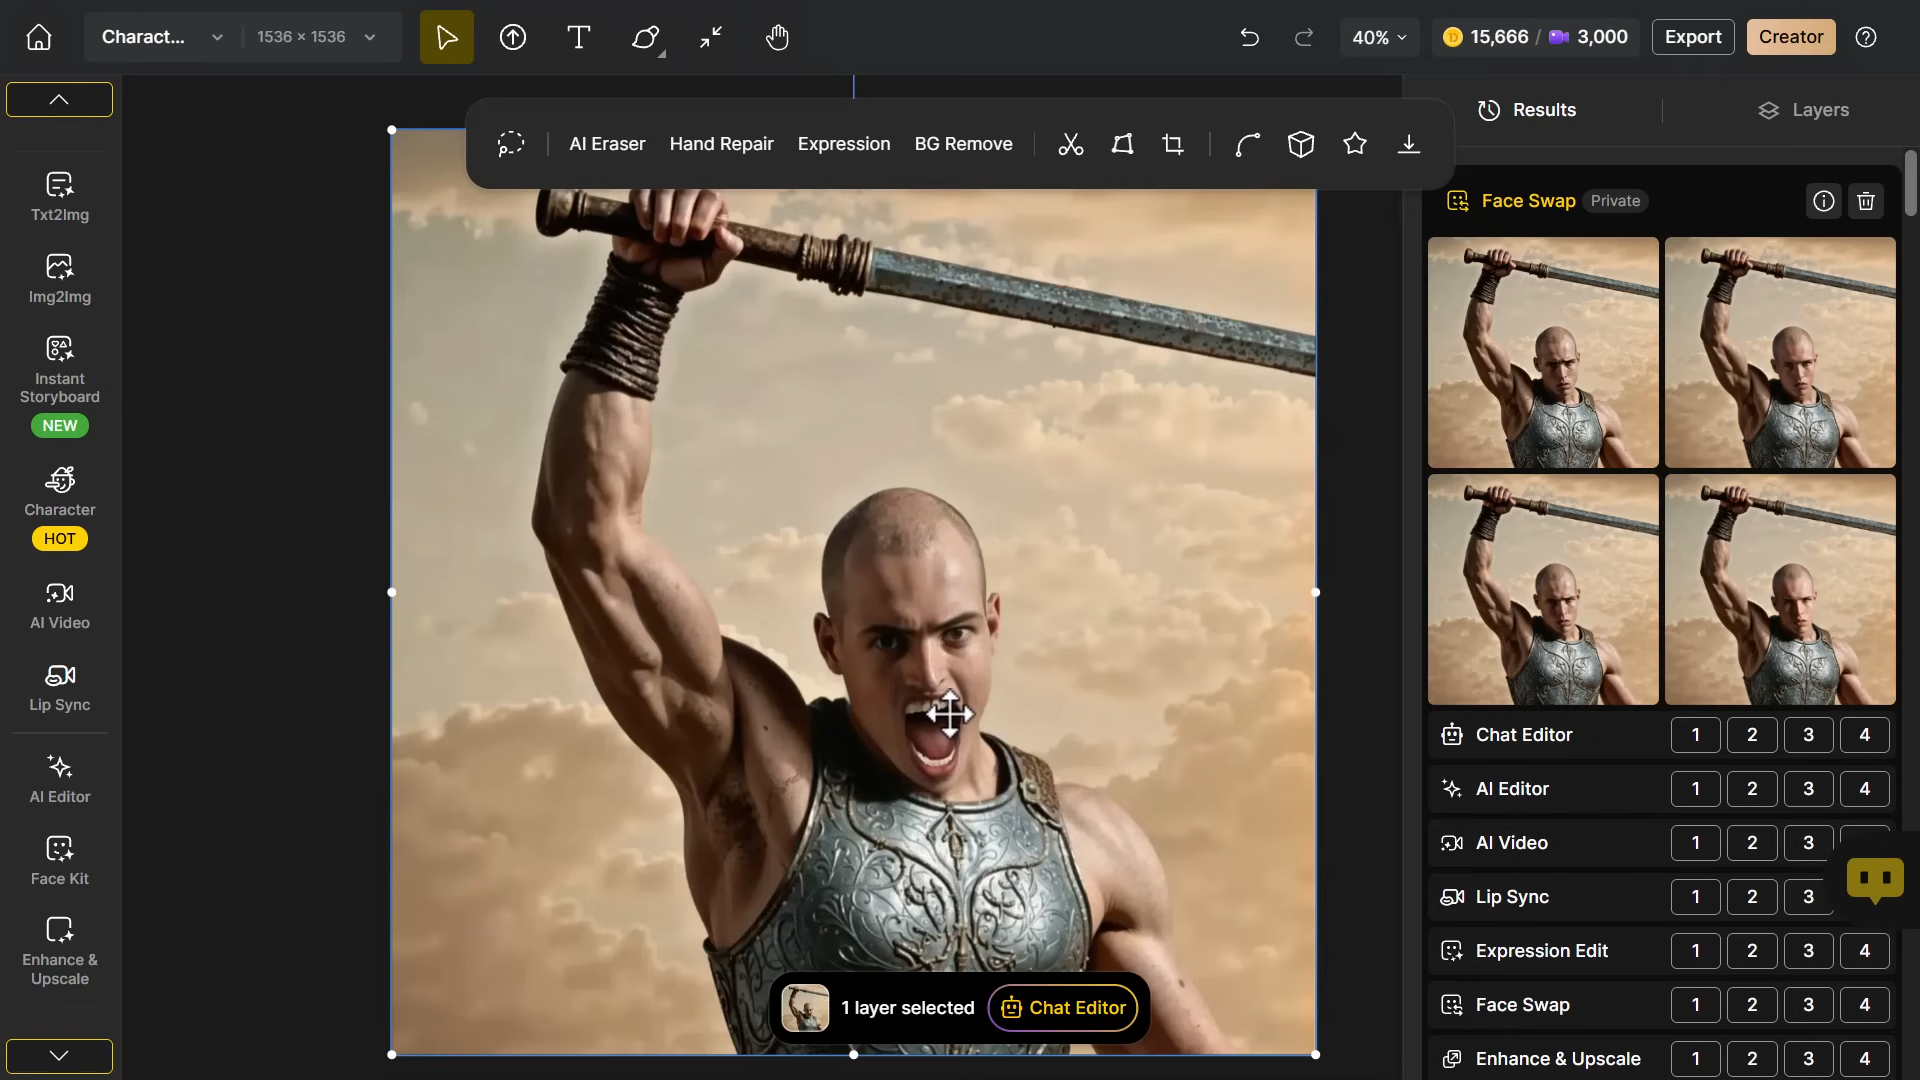 Charact...
1536 × 1536
40%
15,666 / 3,000
Export
Creator
AI Eraser
Hand Repair
Expression
BG Remove
Results
Layers
Txt2Img
Img2Img
Instant
Storyboard
NEW
Character
HOT
AI Video
Lip Sync
AI Editor
Face Kit
Enhance &
Upscale
1 layer selected
Chat Editor
Face Swap Private
Chat Editor 1 2 3 4
AI Editor 1 2 3 4
AI Video 1 2 3
Lip Sync 1 2 3
Expression Edit 1 2 3 4
Face Swap 1 2 3 4
Enhance & Upscale 1 2 3 4